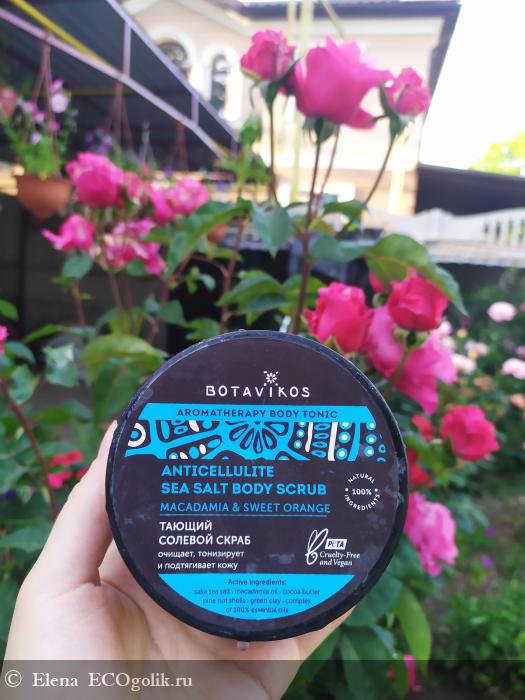 BOTAVIKOS
AROMATHERAPY BODY TONIC
ANTICELLULITE
SEA SALT BODY SCRUB
MACADAMIA & SWEET ORANGE
NATURAL
100%
INGREDIENTS
ТАЮЩИЙ
СОЛЕВОЙ СКРАБ
очищает, тонизирует
и подтягивает кожу
PETA
Cruelty-Free
and Vegan
Active ingredients:
saka sea salt - macadamia oil - cocoa butter
pine nut shells - green clay - complex
of 100% essential oils
© Elena ECOgolik.ru